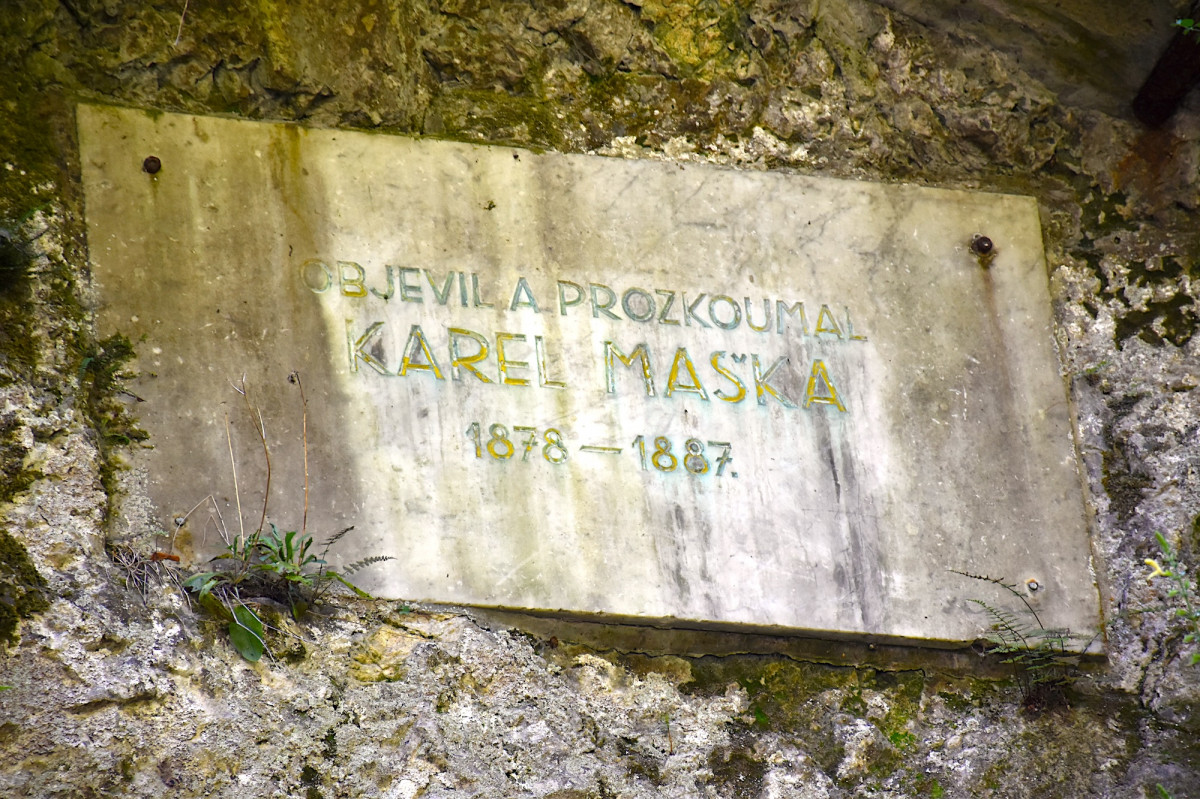 OBJEVIL A PROZKOUMAL
KAREL MAŠKA
1878 — 1887.